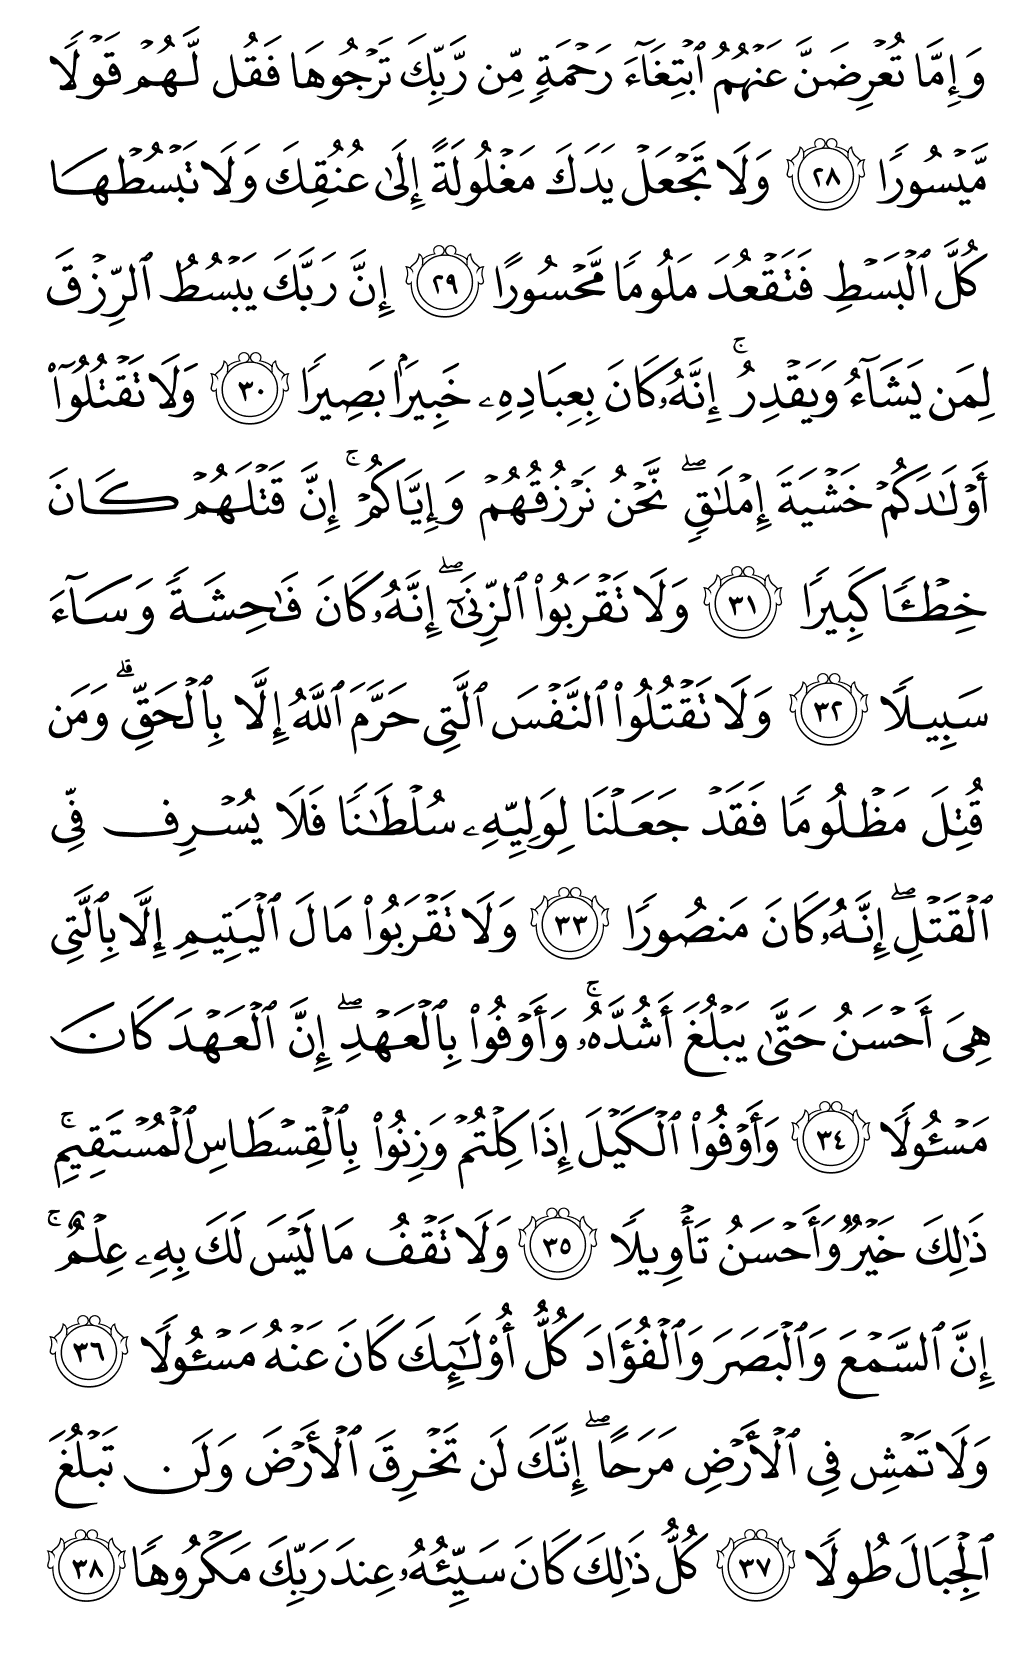 وَإِمَّا تُعْرِضَنَّ عَنْهُمُ ٱبْتِغَآءَ رَحْمَةٍ مِّن رَّبِّكَ تَرْجُوهَا فَقُل لَّهُمْ قَوْلًا
مَّيْسُورًا ٢٨ وَلَا تَجْعَلْ يَدَكَ مَغْلُولَةً إِلَىٰ عُنُقِكَ وَلَا تَبْسُطْهَا
كُلَّ ٱلْبَسْطِ فَتَقْعُدَ مَلُومًا مَّحْسُورًا ٢٩ إِنَّ رَبَّكَ يَبْسُطُ ٱلرِّزْقَ
لِمَن يَشَآءُ وَيَقْدِرُ ۚ إِنَّهُۥ كَانَ بِعِبَادِهِۦ خَبِيرًۢا بَصِيرًا ٣٠ وَلَا تَقْتُلُوٓا۟
أَوْلَـٰدَكُمْ خَشْيَةَ إِمْلَـٰقٍ ۖ نَّحْنُ نَرْزُقُهُمْ وَإِيَّاكُمْ ۚ إِنَّ قَتْلَهُمْ كَانَ
خِطْـًٔا كَبِيرًا ٣١ وَلَا تَقْرَبُوا۟ ٱلزِّنَىٰٓ ۖ إِنَّهُۥ كَانَ فَـٰحِشَةً وَسَآءَ
سَبِيلًا ٣٢ وَلَا تَقْتُلُوا۟ ٱلنَّفْسَ ٱلَّتِى حَرَّمَ ٱللَّهُ إِلَّا بِٱلْحَقِّ ۗ وَمَن
قُتِلَ مَظْلُومًا فَقَدْ جَعَلْنَا لِوَلِيِّهِۦ سُلْطَـٰنًا فَلَا يُسْرِف فِّى
ٱلْقَتْلِ ۖ إِنَّهُۥ كَانَ مَنصُورًا ٣٣ وَلَا تَقْرَبُوا۟ مَالَ ٱلْيَتِيمِ إِلَّا بِٱلَّتِى
هِىَ أَحْسَنُ حَتَّىٰ يَبْلُغَ أَشُدَّهُۥ ۚ وَأَوْفُوا۟ بِٱلْعَهْدِ ۖ إِنَّ ٱلْعَهْدَ كَانَ
مَسْـُٔولًا ٣٤ وَأَوْفُوا۟ ٱلْكَيْلَ إِذَا كِلْتُمْ وَزِنُوا۟ بِٱلْقِسْطَاسِ ٱلْمُسْتَقِيمِ ۚ
ذَٰلِكَ خَيْرٌ وَأَحْسَنُ تَأْوِيلًا ٣٥ وَلَا تَقْفُ مَا لَيْسَ لَكَ بِهِۦ عِلْمٌ ۚ
إِنَّ ٱلسَّمْعَ وَٱلْبَصَرَ وَٱلْفُؤَادَ كُلُّ أُو۟لَـٰٓئِكَ كَانَ عَنْهُ مَسْـُٔولًا ٣٦
وَلَا تَمْشِ فِى ٱلْأَرْضِ مَرَحًا ۖ إِنَّكَ لَن تَخْرِقَ ٱلْأَرْضَ وَلَن تَبْلُغَ
ٱلْجِبَالَ طُولًا ٣٧ كُلُّ ذَٰلِكَ كَانَ سَيِّئُهُۥ عِندَ رَبِّكَ مَكْرُوهًا ٣٨